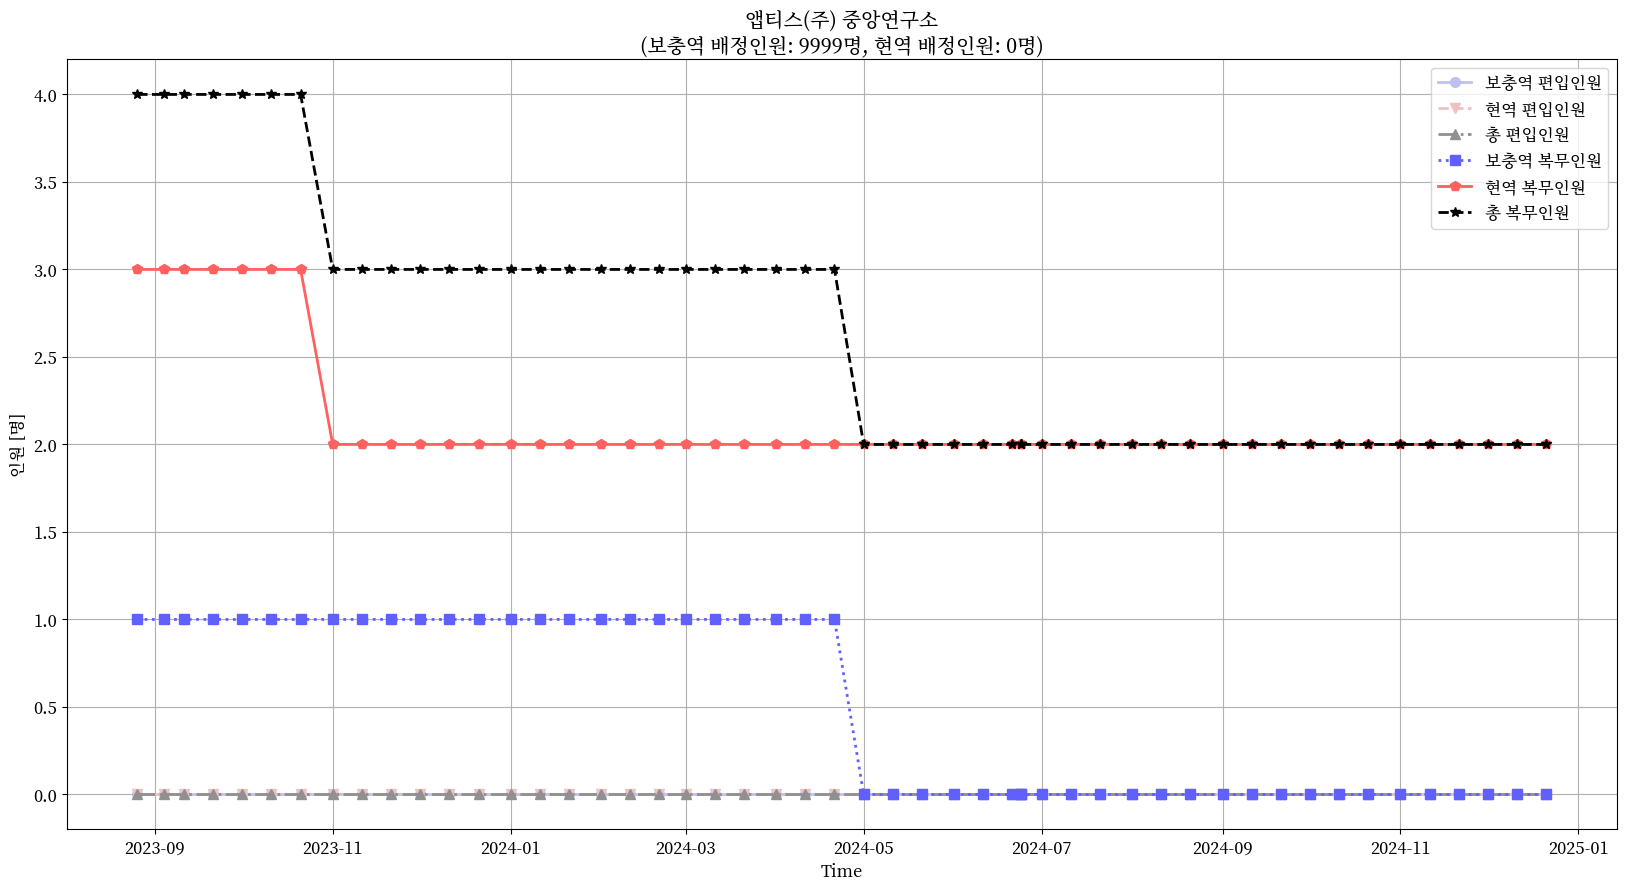 앱티스(주) 중앙연구소
(보충역 배정인원: 9999명, 현역 배정인원: 0명)
보충역 편입인원
현역 편입인원
총 편입인원
보충역 복무인원
현역 복무인원
총 복무인원
인원 [명]
4.0
3.5
3.0
2.5
2.0
1.5
1.0
0.5
0.0
2023-09 2023-11 2024-01 2024-03 2024-05 2024-07 2024-09 2024-11 2025-01
Time